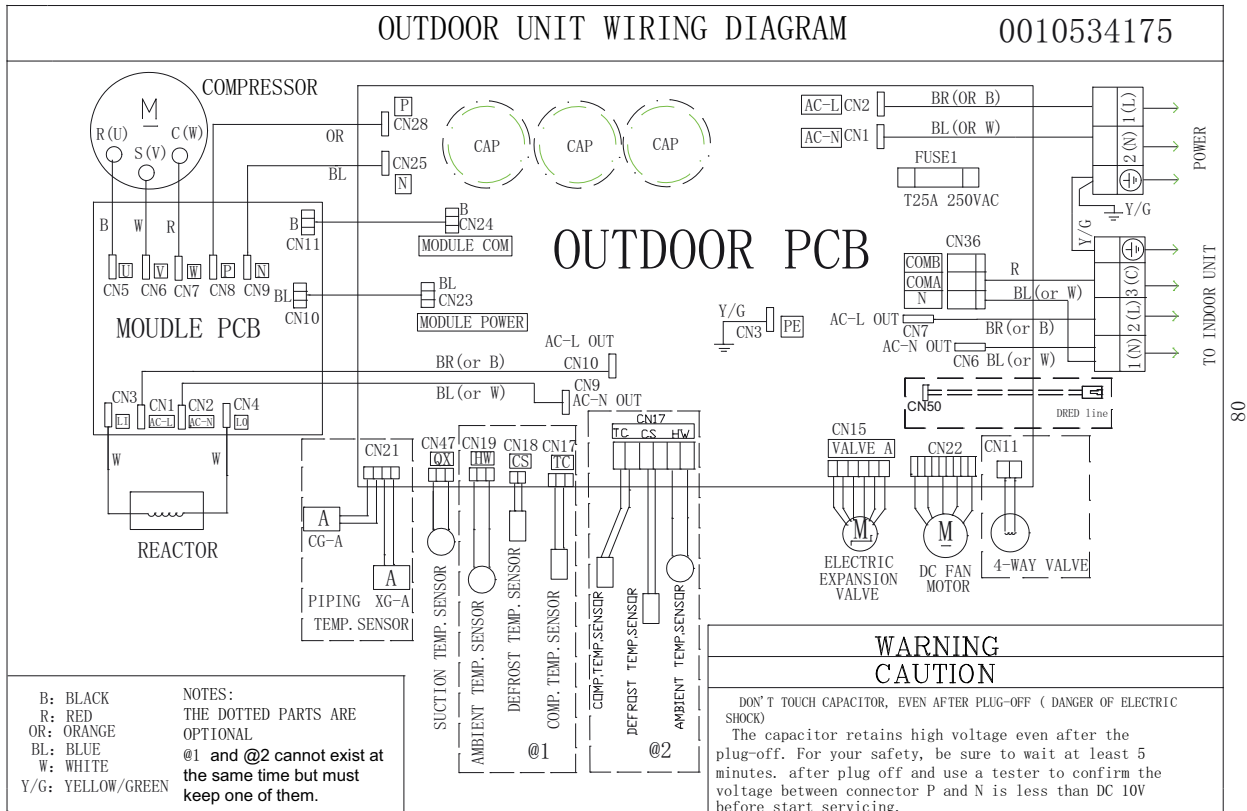 OUTDOOR UNIT WIRING DIAGRAM
0010534175
COMPRESSOR
M
R(U)
C(W)
S(V)
P
CN28
OR
CN25
BL
N
CAP
CAP
CAP
AC-L CN2
BR(OR B)
AC-N CN1
BL(OR W)
1(L)
2(N)
POWER
FUSE1
T25A 250VAC
Y/G
Y/G
B
W
R
B
CN11
B
CN24
MODULE COM
OUTDOOR PCB
U
V
W
P
N
CN5
CN6
CN7
CN8
CN9
BL
CN10
BL
CN23
MODULE POWER
MOUDLE PCB
CN36
COMB
COMA
N
R
BL(or W)
3(C)
2(L)
1(N)
TO INDOOR UNIT
Y/G
CN3
PE
AC-L OUT
CN7
BR(or B)
AC-N OUT
CN6
BL(or W)
AC-L OUT
CN10
BR(or B)
BL(or W)
CN9
AC-N OUT
CN3
LI
CN1
AC-L
CN2
AC-N
CN4
LO
W
W
REACTOR
CN50
DRED line
80
CN21
A
CG-A
A
XG-A
PIPING
TEMP. SENSOR
CN47
QX
CN19
HW
CN18
CS
CN17
TC
SUCTION TEMP. SENSOR
AMBIENT TEMP. SENSOR
DEFROST TEMP. SENSOR
COMP. TEMP. SENSOR
@1
CN17
TC CS HW
COMP.TEMP.SENSOR
DEFROST TEMP.SENSOR
AMBIENT TEMP.SENSOR
@2
CN15
VALVE A
M
ELECTRIC
EXPANSION
VALVE
CN22
M
DC FAN
MOTOR
CN11
4-WAY VALVE
B: BLACK
R: RED
OR: ORANGE
BL: BLUE
W: WHITE
Y/G: YELLOW/GREEN
NOTES:
THE DOTTED PARTS ARE
OPTIONAL
@1 and @2 cannot exist at
the same time but must
keep one of them.
WARNING
CAUTION
DON'T TOUCH CAPACITOR, EVEN AFTER PLUG-OFF ( DANGER OF ELECTRIC
SHOCK)
The capacitor retains high voltage even after the
plug-off. For your safety, be sure to wait at least 5
minutes. after plug off and use a tester to confirm the
voltage between connector P and N is less than DC 10V
before start servicing.